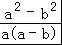 a² − b²
a(a − b)